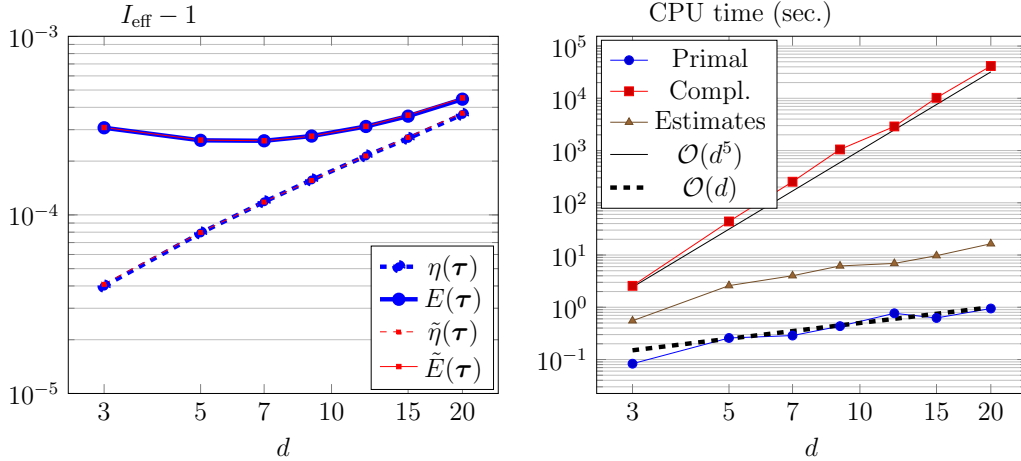 I_eff − 1
10^−3
10^−4
10^−5
3 5 7 10 15 20
d
η(τ)
E(τ)
η̃(τ)
Ẽ(τ)
CPU time (sec.)
10^5
10^4
10^3
10^2
10^1
10^0
10^−1
3 5 7 10 15 20
d
Primal
Compl.
Estimates
𝒪(d^5)
𝒪(d)